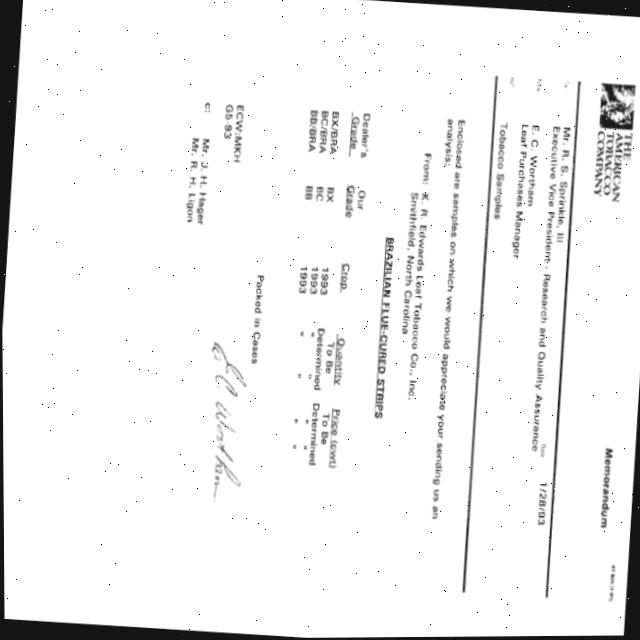 THE
AMERICAN
TOBACCO
COMPANY
Memorandum
Mr. R. S. Sprinkle, III
Executive Vice President - Research and Quality Assurance
Date 1/28/93
E. C. Wortham
Leaf Purchases Manager
Tobacco Samples
Enclosed are samples on which we would appreciate your sending us an
analysis:
From: K. R. Edwards Leaf Tobacco Co., Inc.
Smithfield, North Carolina
BRAZILIAN FLUE-CURED STRIPS
Dealer's Our
Grade Grade Crop Quantity Price (cwt)
To Be To Be
BX/BRA BX 1993 Determined Determined
BC/BRA BC 1993 " " " "
BB/BRA BB 1993 " " " "
Packed in Cases
E. C. Wortham
ECW:MKH
G5-93
c: Mr. J. H. Hager
Mr. R. H. Ligon